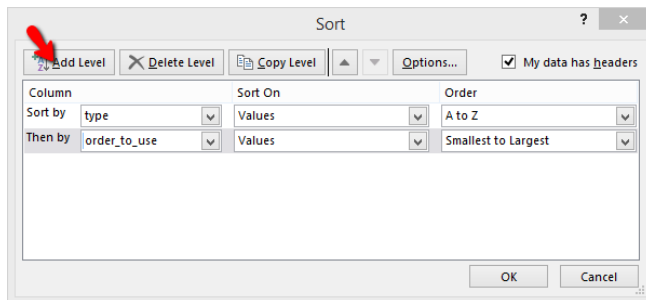 Sort ?
Add Level Delete Level Copy Level Options... My data has headers
Column Sort On Order
Sort by type Values A to Z
Then by order_to_use Values Smallest to Largest
OK Cancel